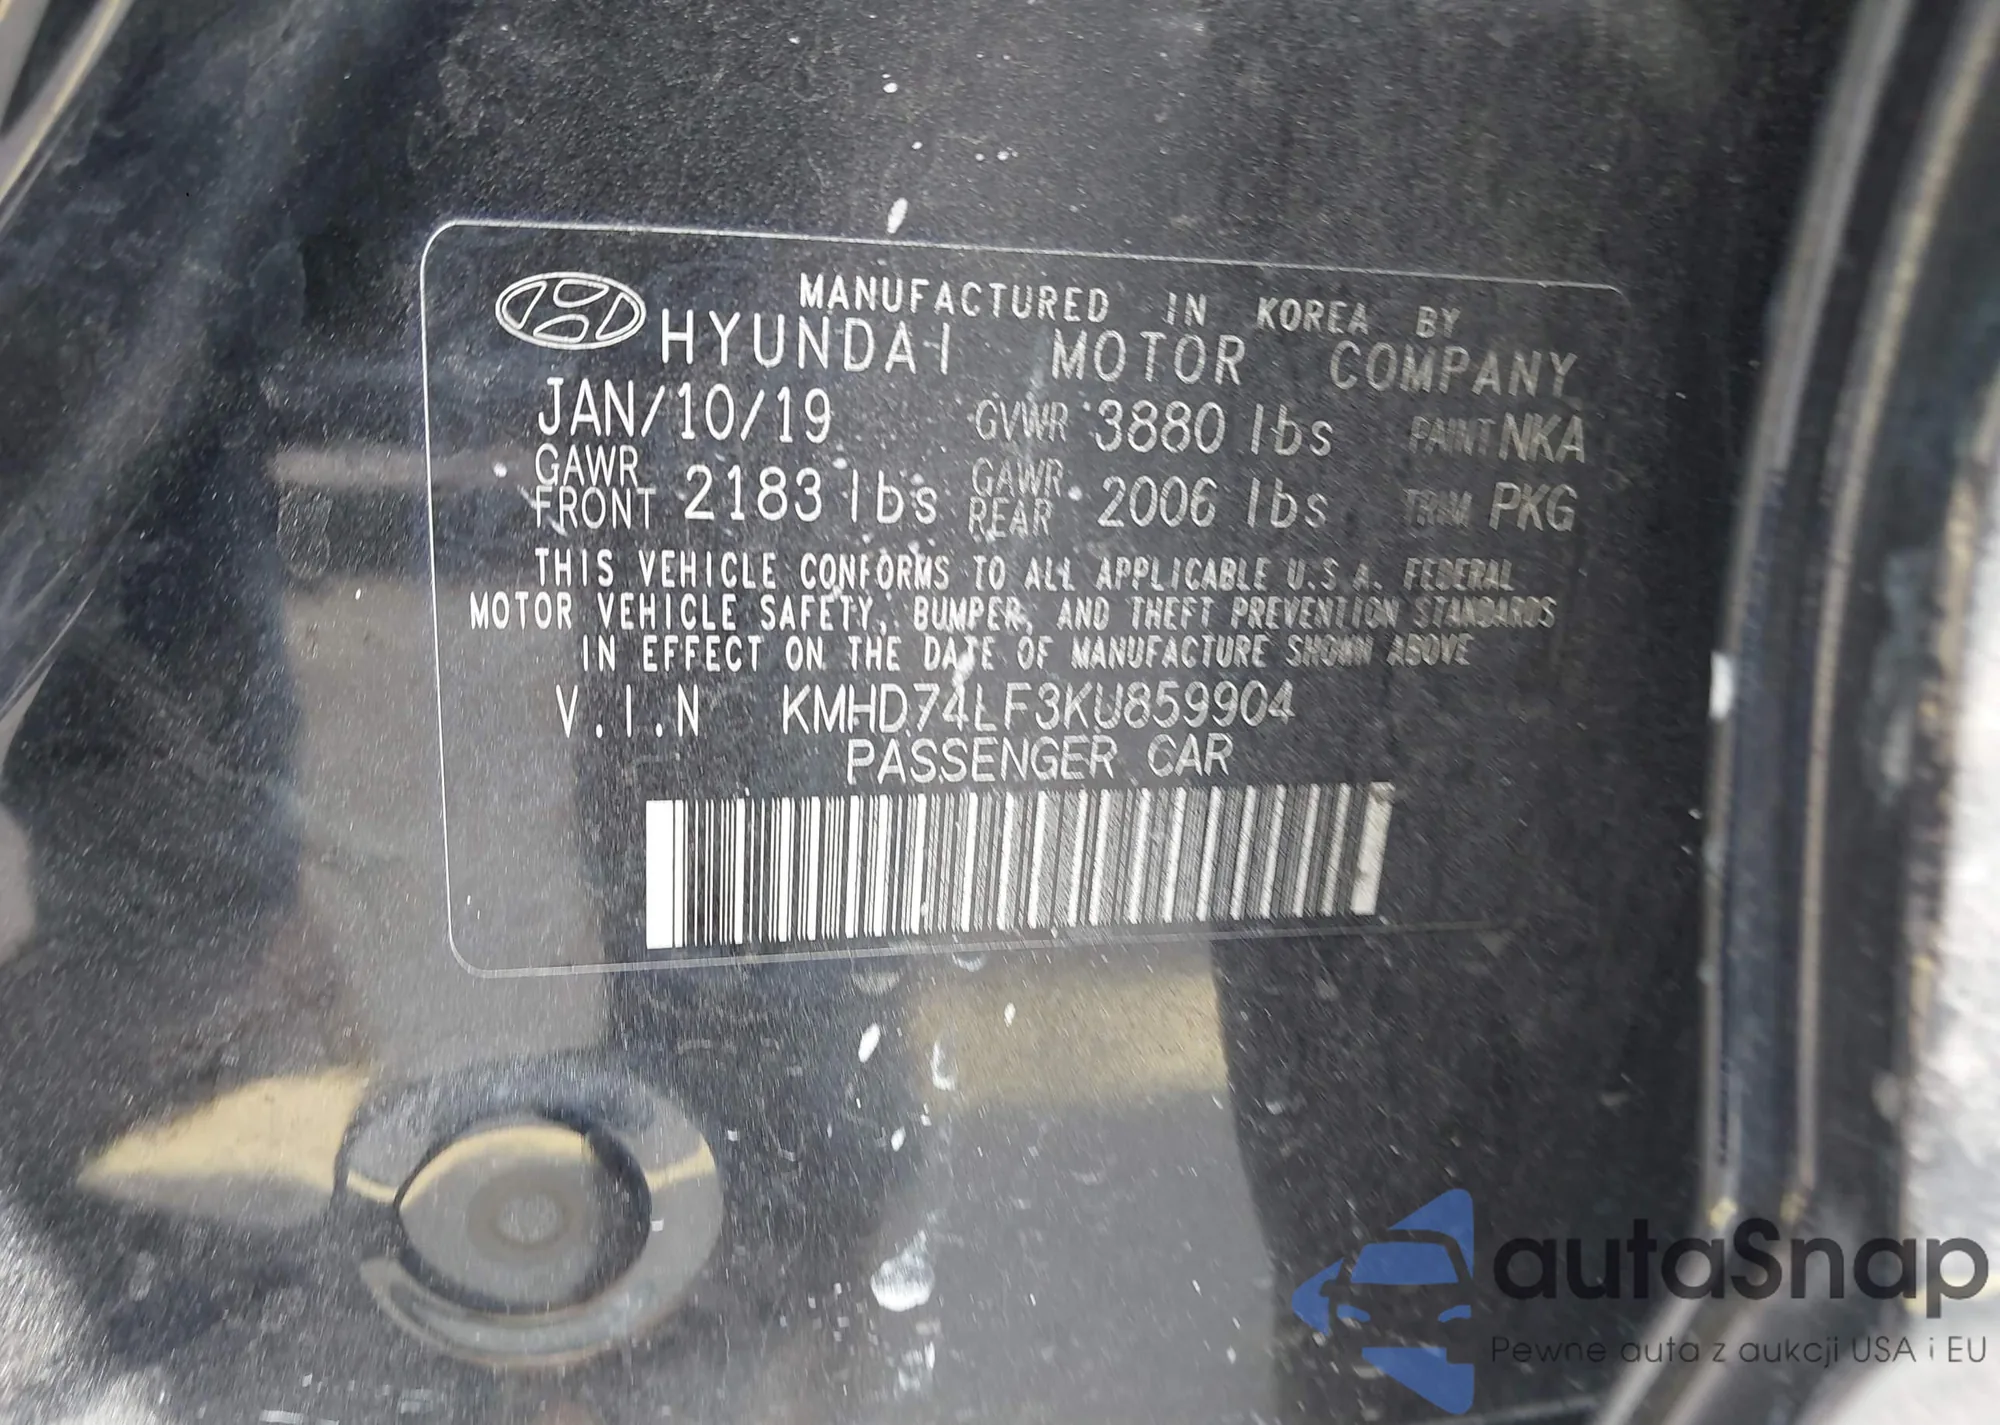 MANUFACTURED IN KOREA BY
HYUNDAI MOTOR COMPANY
JAN/10/19 GVWR 3880 lbs PAINT NKA
GAWR FRONT 2183 lbs GAWR REAR 2006 lbs TRIM PKG
THIS VEHICLE CONFORMS TO ALL APPLICABLE U.S.A. FEDERAL
MOTOR VEHICLE SAFETY, BUMPER, AND THEFT PREVENTION STANDARDS
IN EFFECT ON THE DATE OF MANUFACTURE SHOWN ABOVE
V.I.N KMHD74LF3KU859904
PASSENGER CAR
autaSnap
Pewne auta z aukcji USA i EU